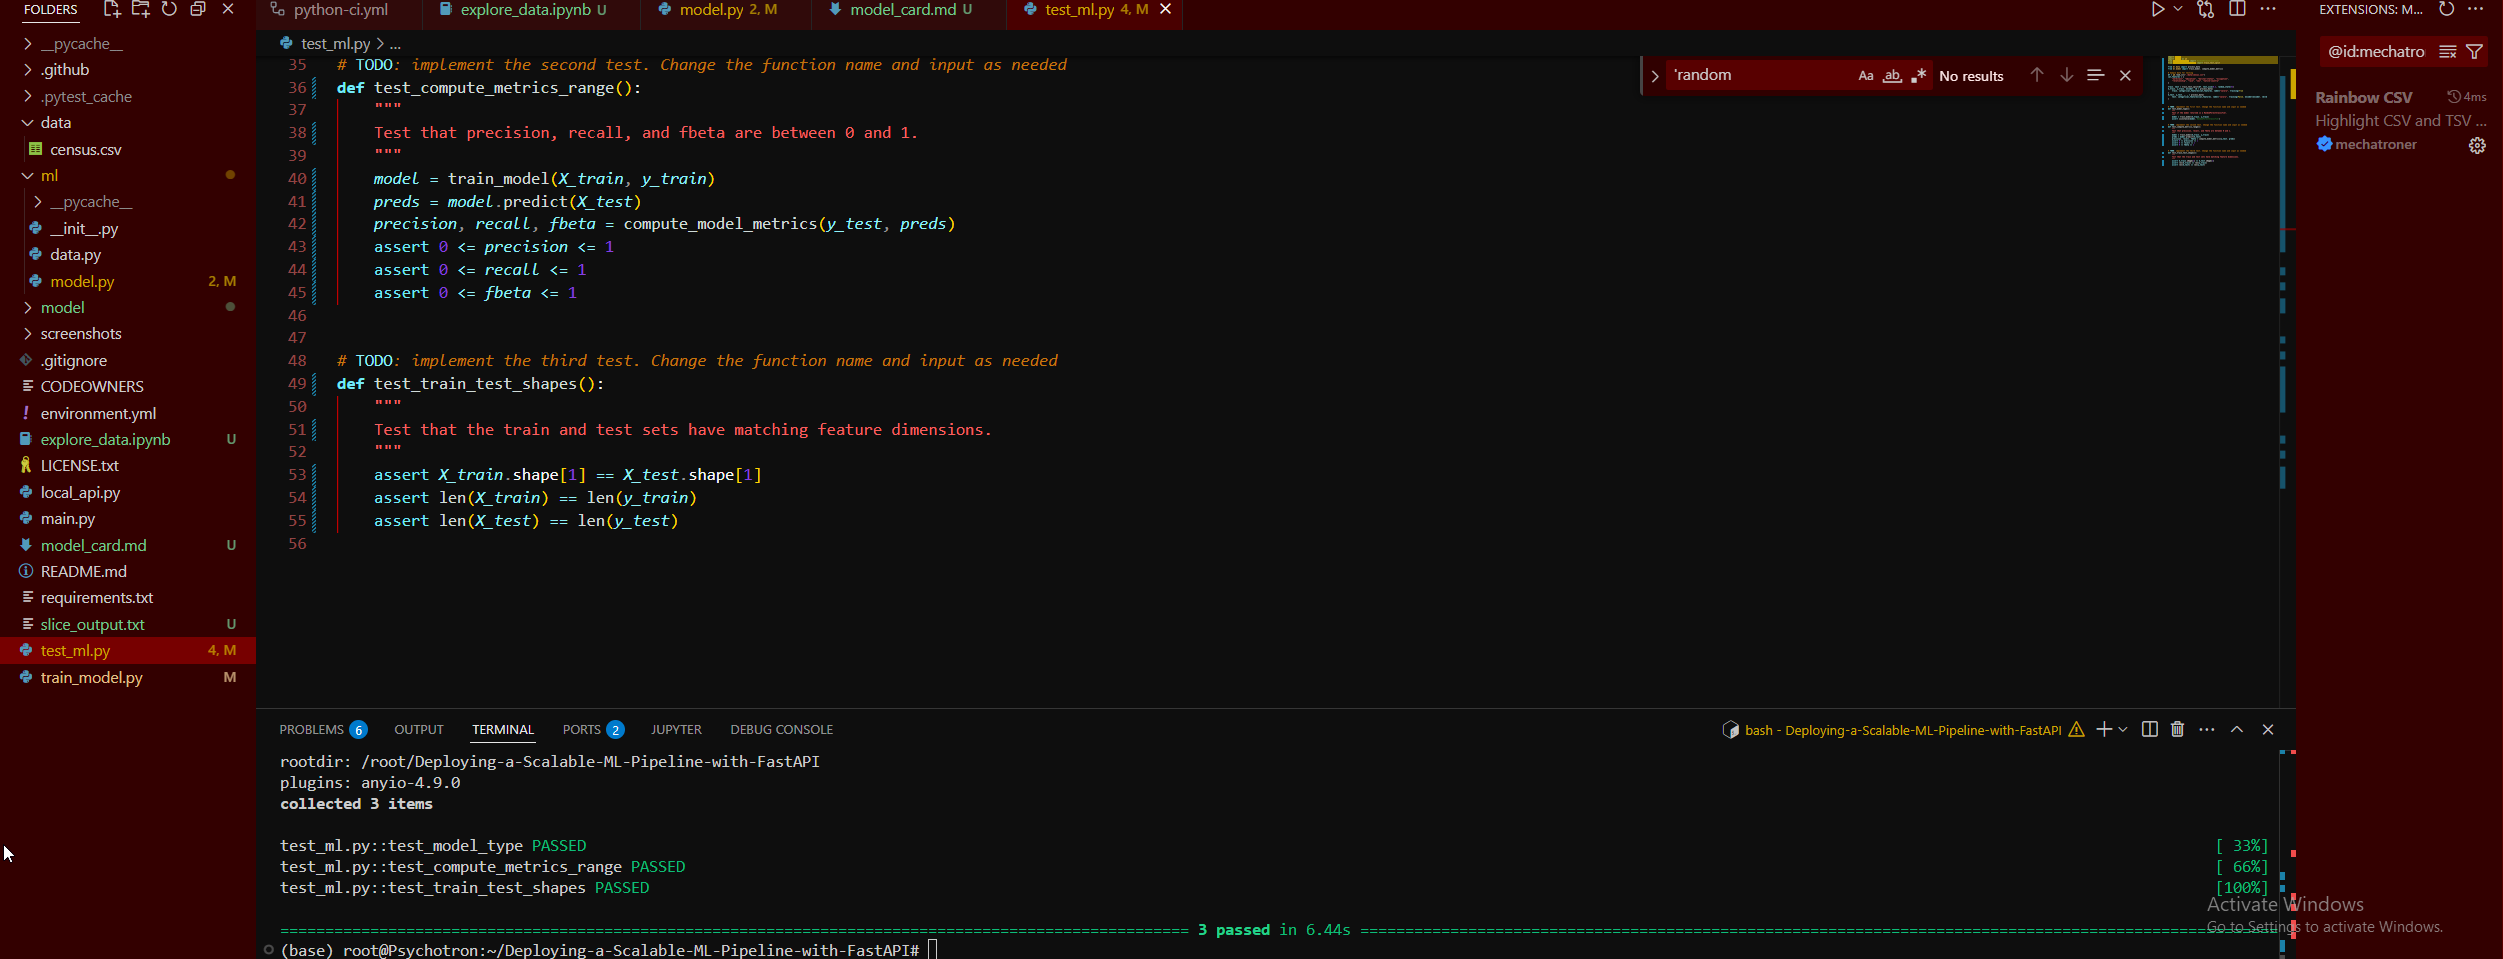 FOLDERS
__pycache__
.github
.pytest_cache
data
census.csv
ml
__pycache__
__init__.py
data.py
model.py 2, M
model
screenshots
.gitignore
CODEOWNERS
environment.yml
explore_data.ipynb U
LICENSE.txt
local_api.py
main.py
model_card.md U
README.md
requirements.txt
slice_output.txt U
test_ml.py 4, M
train_model.py M
python-ci.yml
explore_data.ipynb U
model.py 2, M
model_card.md U
test_ml.py 4, M
test_ml.py > ...
'random
Aa ab No results
35 # TODO: implement the second test. Change the function name and input as needed
36 def test_compute_metrics_range():
37 """
38 Test that precision, recall, and fbeta are between 0 and 1.
39 """
40 model = train_model(X_train, y_train)
41 preds = model.predict(X_test)
42 precision, recall, fbeta = compute_model_metrics(y_test, preds)
43 assert 0 <= precision <= 1
44 assert 0 <= recall <= 1
45 assert 0 <= fbeta <= 1
46
47
48 # TODO: implement the third test. Change the function name and input as needed
49 def test_train_test_shapes():
50 """
51 Test that the train and test sets have matching feature dimensions.
52 """
53 assert X_train.shape[1] == X_test.shape[1]
54 assert len(X_train) == len(y_train)
55 assert len(X_test) == len(y_test)
56
PROBLEMS 6 OUTPUT TERMINAL PORTS 2 JUPYTER DEBUG CONSOLE
bash - Deploying-a-Scalable-ML-Pipeline-with-FastAPI
rootdir: /root/Deploying-a-Scalable-ML-Pipeline-with-FastAPI
plugins: anyio-4.9.0
collected 3 items
test_ml.py::test_model_type PASSED [ 33%]
test_ml.py::test_compute_metrics_range PASSED [ 66%]
test_ml.py::test_train_test_shapes PASSED [100%]
3 passed in 6.44s
(base) root@Psychotron:~/Deploying-a-Scalable-ML-Pipeline-with-FastAPI#
EXTENSIONS: M...
@id:mechatro
Rainbow CSV 4ms
Highlight CSV and TSV ...
mechatroner
Activate Windows
Go to Settings to activate Windows.